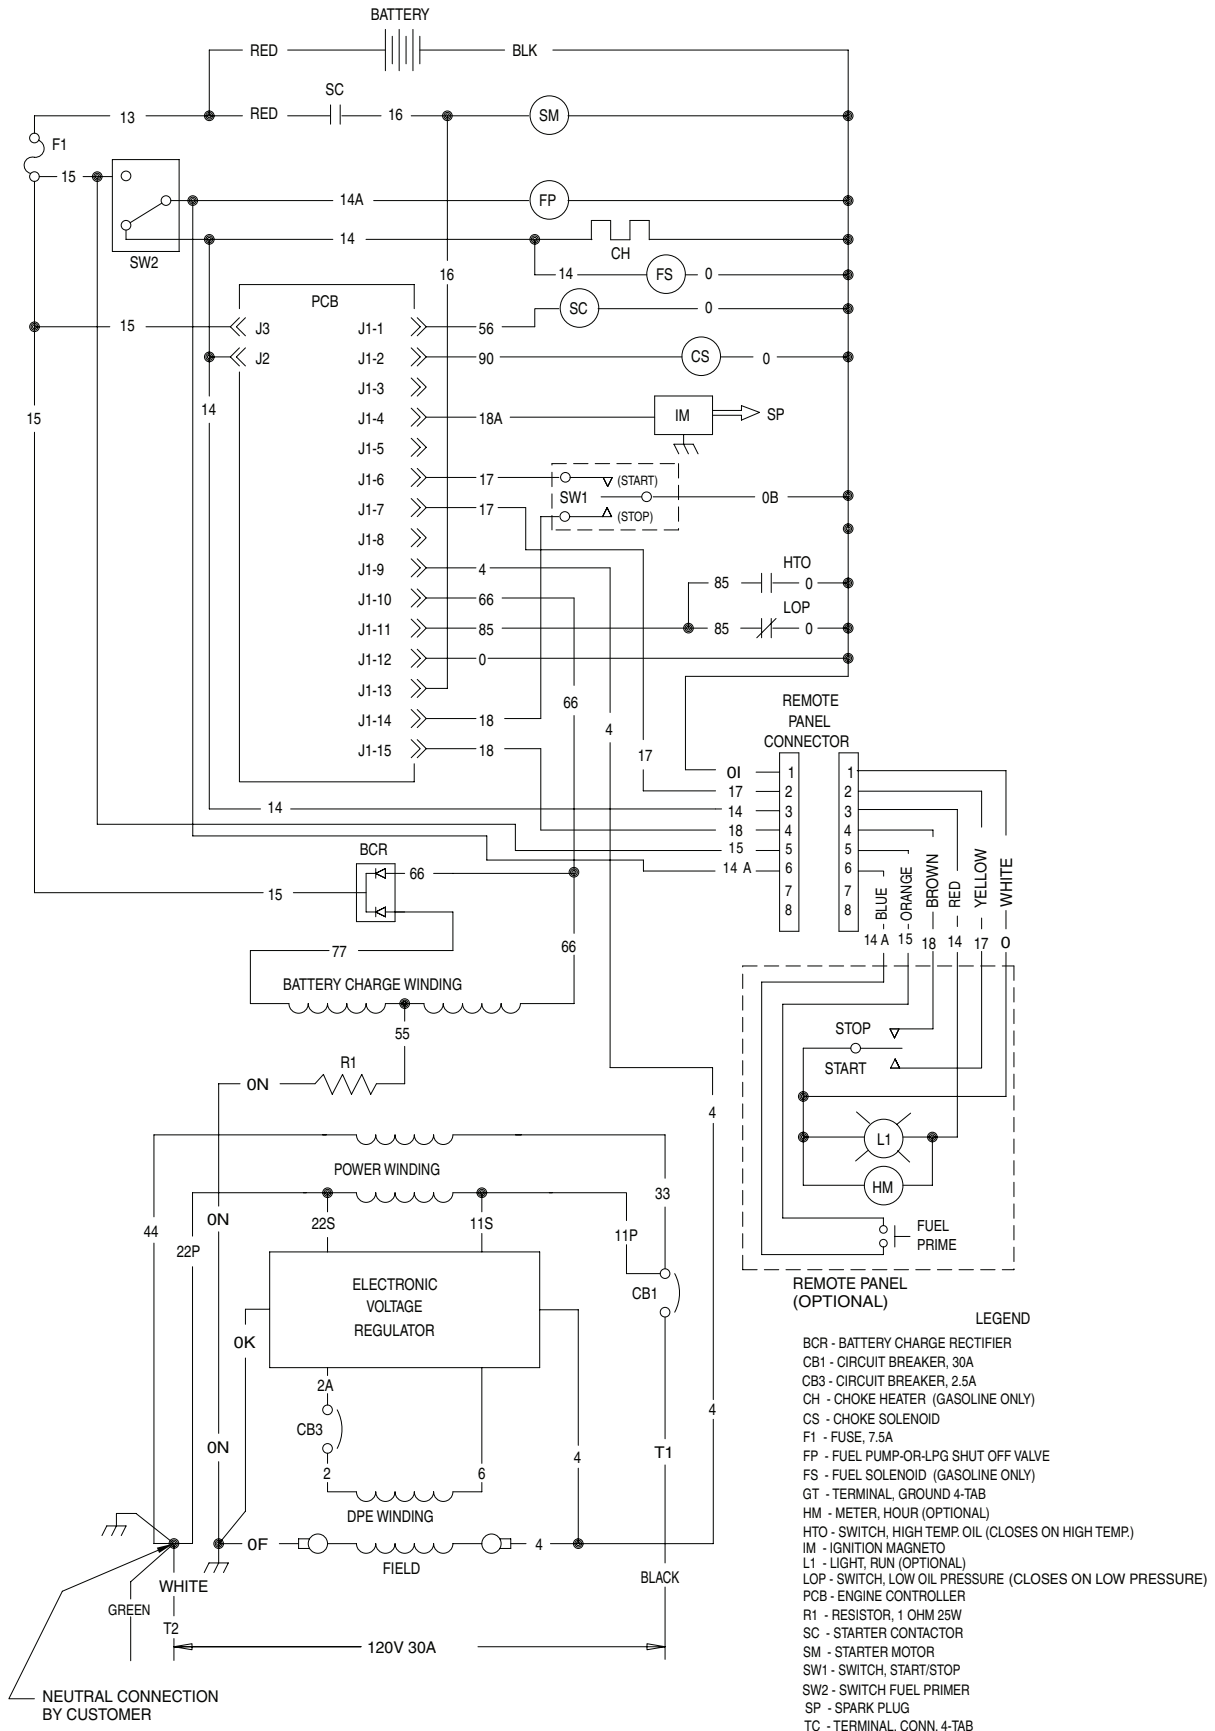 BATTERY
RED
BLK
SC
13
RED
16
SM
F1
15
14A
FP
14
CH
SW2
16
14
FS
0
PCB
SC
0
15
J3
J1-1
56
J2
J1-2
90
CS
0
J1-3
14
15
J1-4
18A
IM
SP
J1-5
J1-6
17
(START)
SW1
0B
J1-7
17
(STOP)
J1-8
HTO
J1-9
4
85
0
J1-10
66
LOP
J1-11
85
85
0
J1-12
0
J1-13
66
REMOTE
PANEL
CONNECTOR
J1-14
18
4
J1-15
18
17
0I
1
1
17
2
2
14
14
3
3
18
4
4
15
5
5
14 A
6
6
7
7
8
8
BCR
66
15
BLUE
ORANGE
BROWN
RED
YELLOW
WHITE
14 A
15
18
14
17
0
77
66
BATTERY CHARGE WINDING
55
STOP
START
R1
0N
4
L1
POWER WINDING
HM
33
44
0N
22S
11S
11P
22P
FUEL
PRIME
ELECTRONIC
VOLTAGE
REGULATOR
CB1
REMOTE PANEL
(OPTIONAL)
0K
2A
CB3
4
0N
T1
2
6
4
DPE WINDING
0F
4
FIELD
WHITE
BLACK
GREEN
T2
120V 30A
NEUTRAL CONNECTION
BY CUSTOMER
LEGEND
BCR - BATTERY CHARGE RECTIFIER
CB1 - CIRCUIT BREAKER, 30A
CB3 - CIRCUIT BREAKER, 2.5A
CH - CHOKE HEATER (GASOLINE ONLY)
CS - CHOKE SOLENOID
F1 - FUSE, 7.5A
FP - FUEL PUMP-OR-LPG SHUT OFF VALVE
FS - FUEL SOLENOID (GASOLINE ONLY)
GT - TERMINAL, GROUND 4-TAB
HM - METER, HOUR (OPTIONAL)
HTO - SWITCH, HIGH TEMP. OIL (CLOSES ON HIGH TEMP.)
IM - IGNITION MAGNETO
L1 - LIGHT, RUN (OPTIONAL)
LOP - SWITCH, LOW OIL PRESSURE (CLOSES ON LOW PRESSURE)
PCB - ENGINE CONTROLLER
R1 - RESISTOR, 1 OHM 25W
SC - STARTER CONTACTOR
SM - STARTER MOTOR
SW1 - SWITCH, START/STOP
SW2 - SWITCH FUEL PRIMER
SP - SPARK PLUG
TC - TERMINAL, CONN, 4-TAB